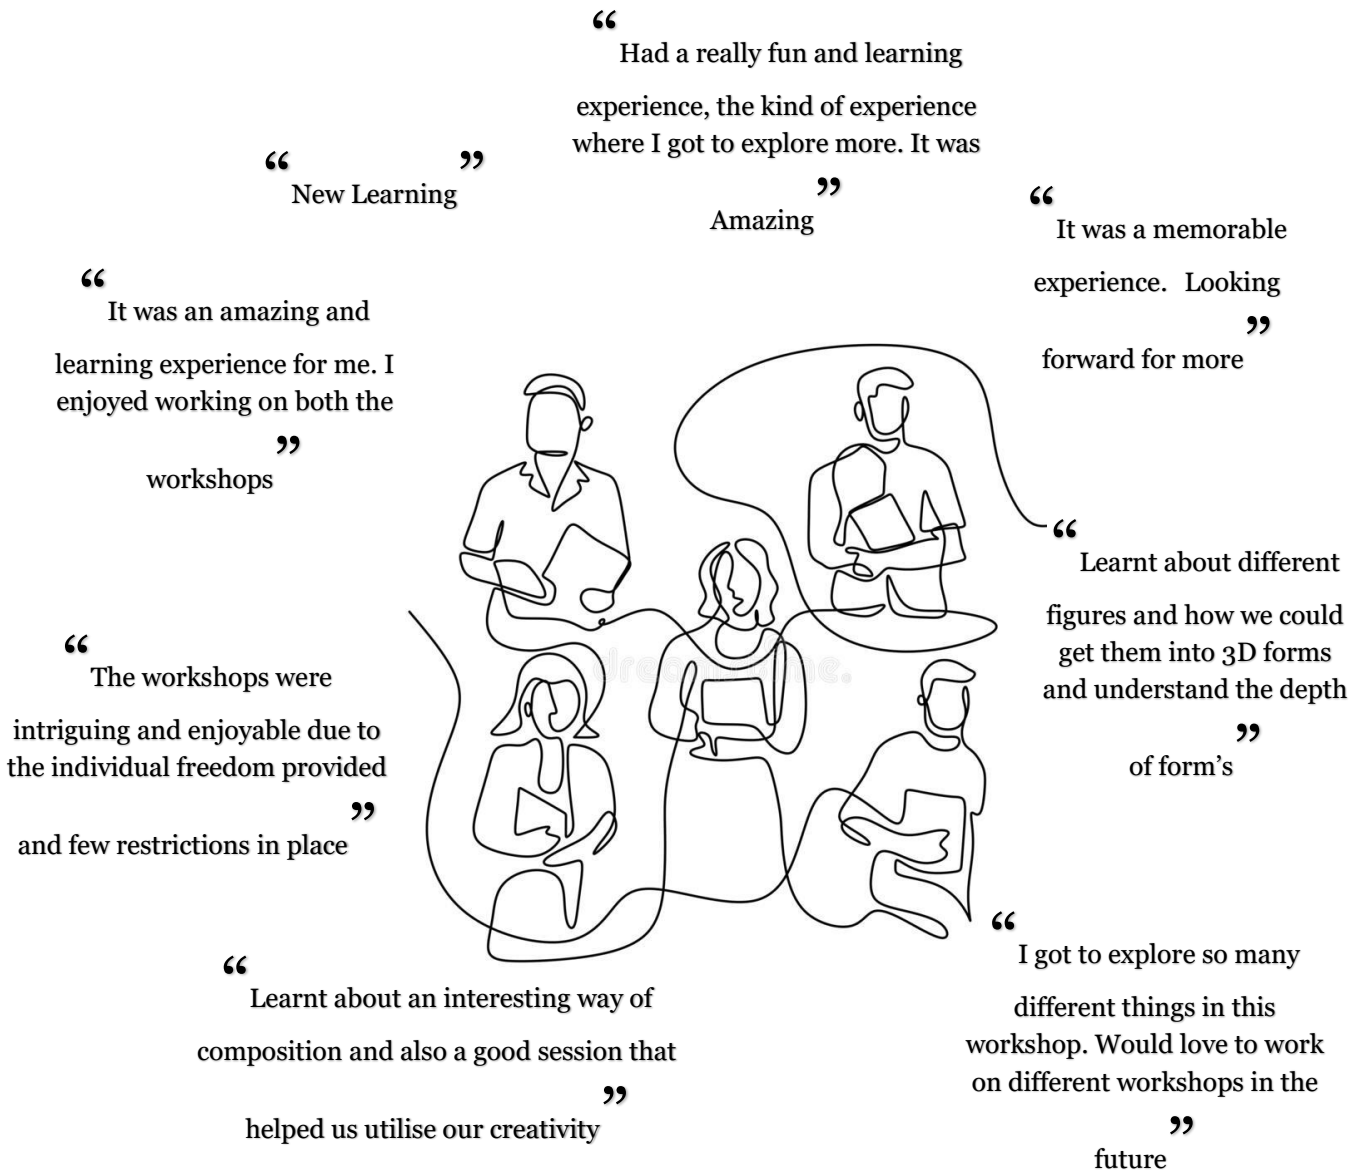 “Had a really fun and learning
experience, the kind of experience
where I got to explore more. It was
Amazing”
“New Learning”
“It was a memorable
experience. Looking
forward for more”
“It was an amazing and
learning experience for me. I
enjoyed working on both the
workshops”
“Learnt about different
figures and how we could
get them into 3D forms
and understand the depth
of form’s”
“The workshops were
intriguing and enjoyable due to
the individual freedom provided
and few restrictions in place”
“Learnt about an interesting way of
composition and also a good session that
helped us utilise our creativity”
“I got to explore so many
different things in this
workshop. Would love to work
on different workshops in the
future”